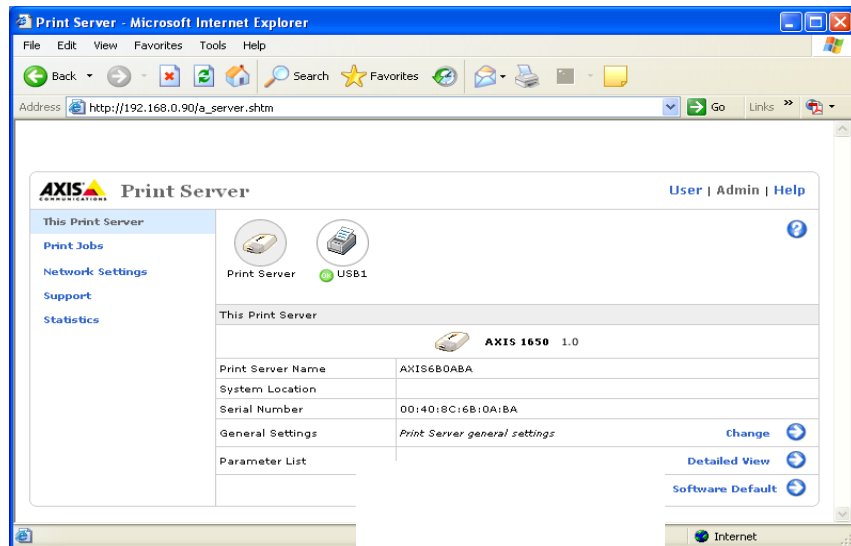 Print Server - Microsoft Internet Explorer
File Edit View Favorites Tools Help
Back Search Favorites
Address http://192.168.0.90/a_server.shtm Go Links »
AXIS COMMUNICATIONS Print Server User | Admin | Help
This Print Server
Print Jobs
Network Settings
Support
Statistics
?
Print Server OK USB1
This Print Server
AXIS 1650 1.0
Print Server Name AXIS6B0ABA
System Location
Serial Number 00:40:8C:6B:0A:BA
General Settings Print Server general settings Change
Parameter List Detailed View
Software Default
Internet